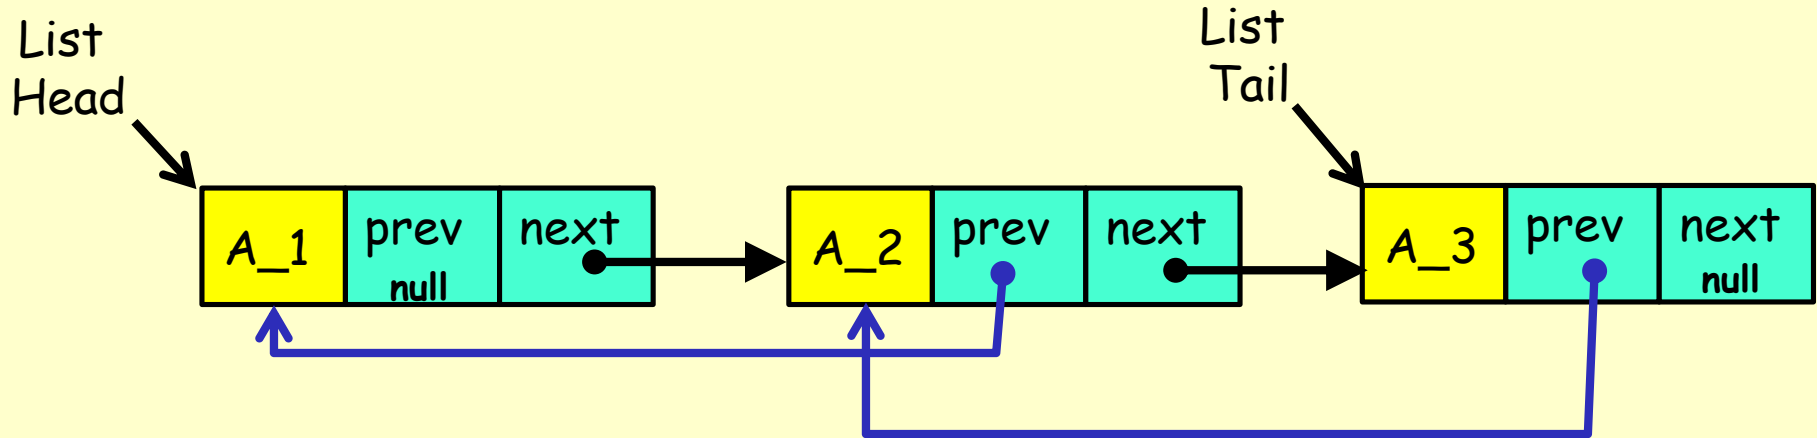 List
Head
List
Tail
A_1
prev
null
next
A_2
prev
next
A_3
prev
next
null